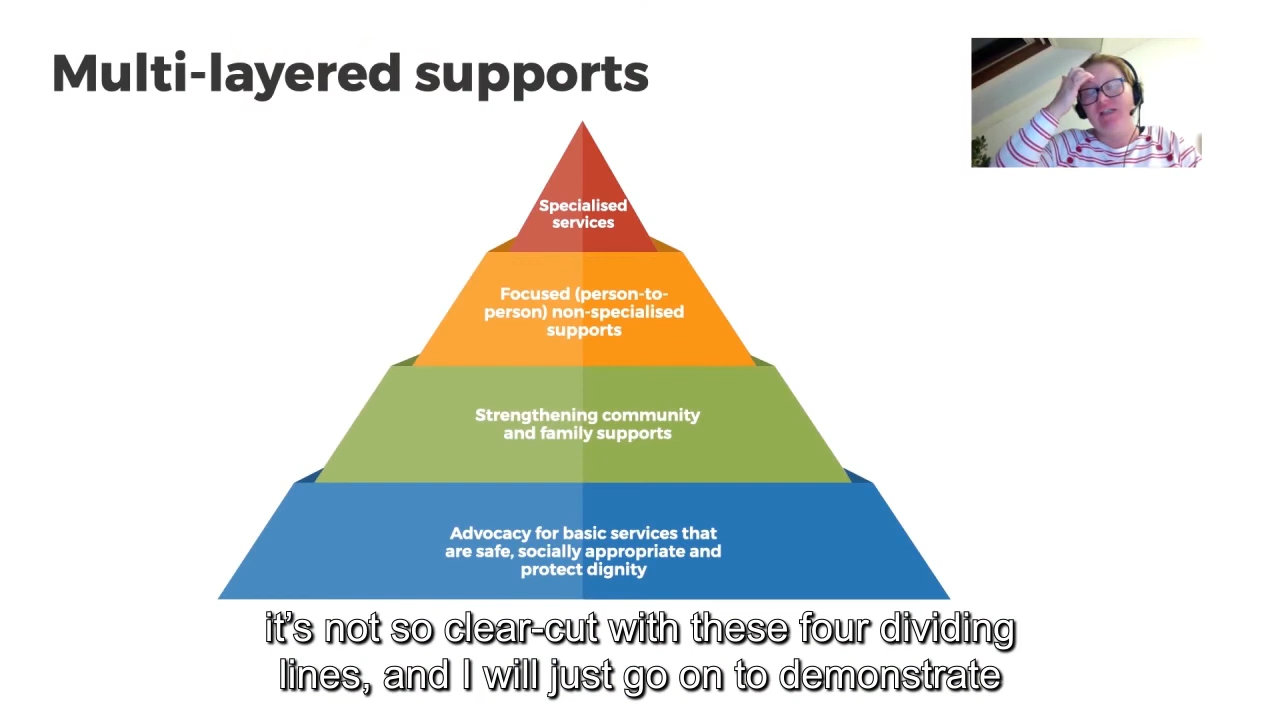 Multi-layered supports
Specialised
services
Focused (person-to-
person) non-specialised
supports
Strengthening community
and family supports
Advocacy for basic services that
are safe, socially appropriate and
protect dignity
it's not so clear-cut with these four dividing
lines, and I will just go on to demonstrate